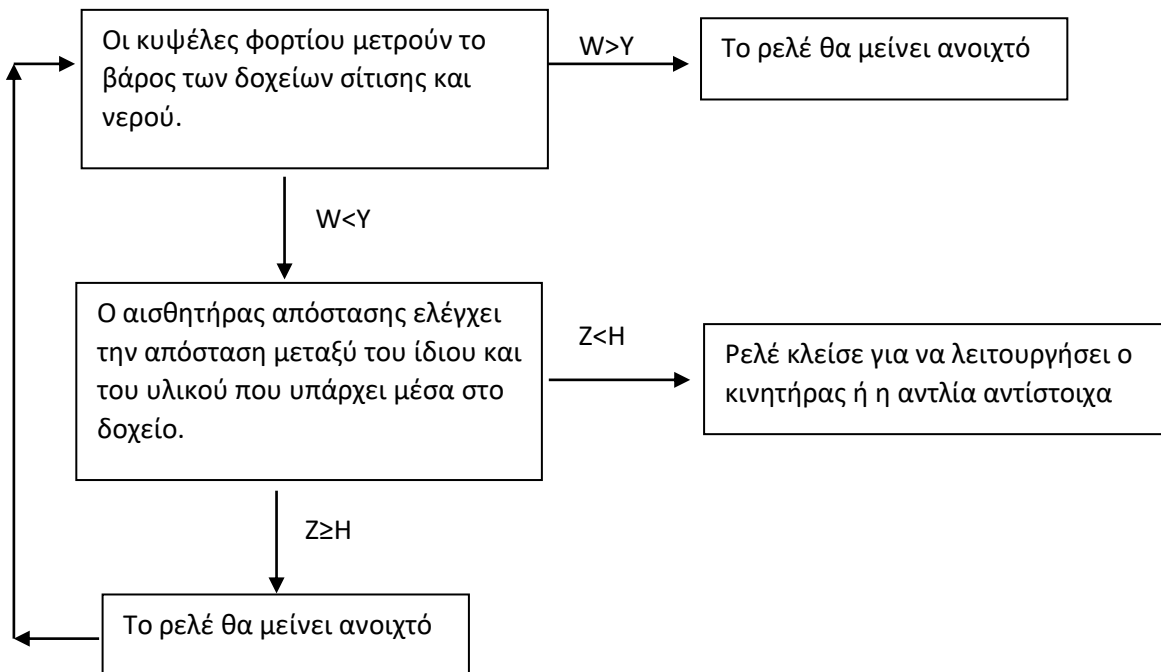 Οι κυψέλες φορτίου μετρούν το
βάρος των δοχείων σίτισης και
νερού.
W>Y
Το ρελέ θα μείνει ανοιχτό
W<Y
Ο αισθητήρας απόστασης ελέγχει
την απόσταση μεταξύ του ίδιου και
του υλικού που υπάρχει μέσα στο
δοχείο.
Z<H
Ρελέ κλείσε για να λειτουργήσει ο
κινητήρας ή η αντλία αντίστοιχα
Z≥H
Το ρελέ θα μείνει ανοιχτό